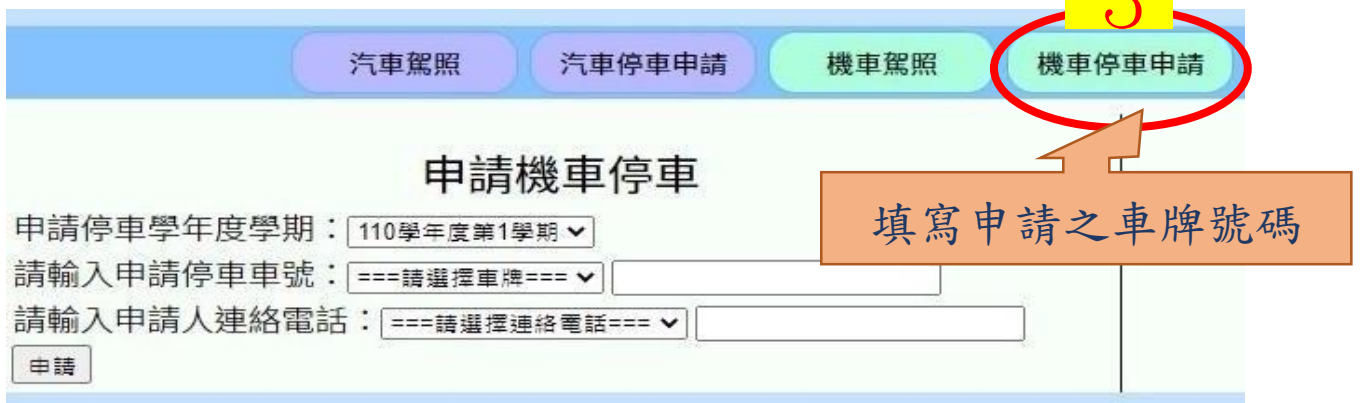 汽車駕照 汽車停車申請 機車駕照 機車停車申請
申請機車停車
填寫申請之車牌號碼
申請停車學年度學期：110學年度第1學期
請輸入申請停車車號：===請選擇車牌===
請輸入申請人連絡電話：===請選擇連絡電話===
申請